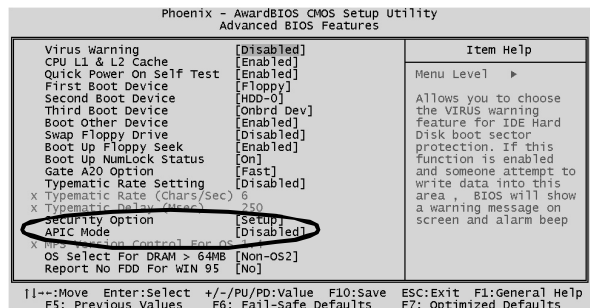 Phoenix - AwardBIOS CMOS Setup Utility
Advanced BIOS Features
Virus Warning [Disabled]
CPU L1 & L2 Cache [Enabled]
Quick Power On Self Test [Enabled]
First Boot Device [Floppy]
Second Boot Device [HDD-0]
Third Boot Device [Onbrd Dev]
Boot Other Device [Enabled]
Swap Floppy Drive [Disabled]
Boot Up Floppy Seek [Enabled]
Boot Up NumLock Status [On]
Gate A20 Option [Fast]
Typematic Rate Setting [Disabled]
x Typematic Rate (Chars/Sec) 6
x Typematic Delay (Msec) 250
Security Option [Setup]
APIC Mode [Disabled]
x MPS Version Control For OS 1.4
OS Select For DRAM > 64MB [Non-OS2]
Report No FDD For WIN 95 [No]
Item Help
Menu Level ▶
Allows you to choose
the VIRUS warning
feature for IDE Hard
Disk boot sector
protection. If this
function is enabled
and someone attempt to
write data into this
area , BIOS will show
a warning message on
screen and alarm beep
↑↓→←:Move Enter:Select +/-/PU/PD:Value F10:Save ESC:Exit F1:General Help
F5: Previous Values F6: Fail-Safe Defaults F7: Optimized Defaults